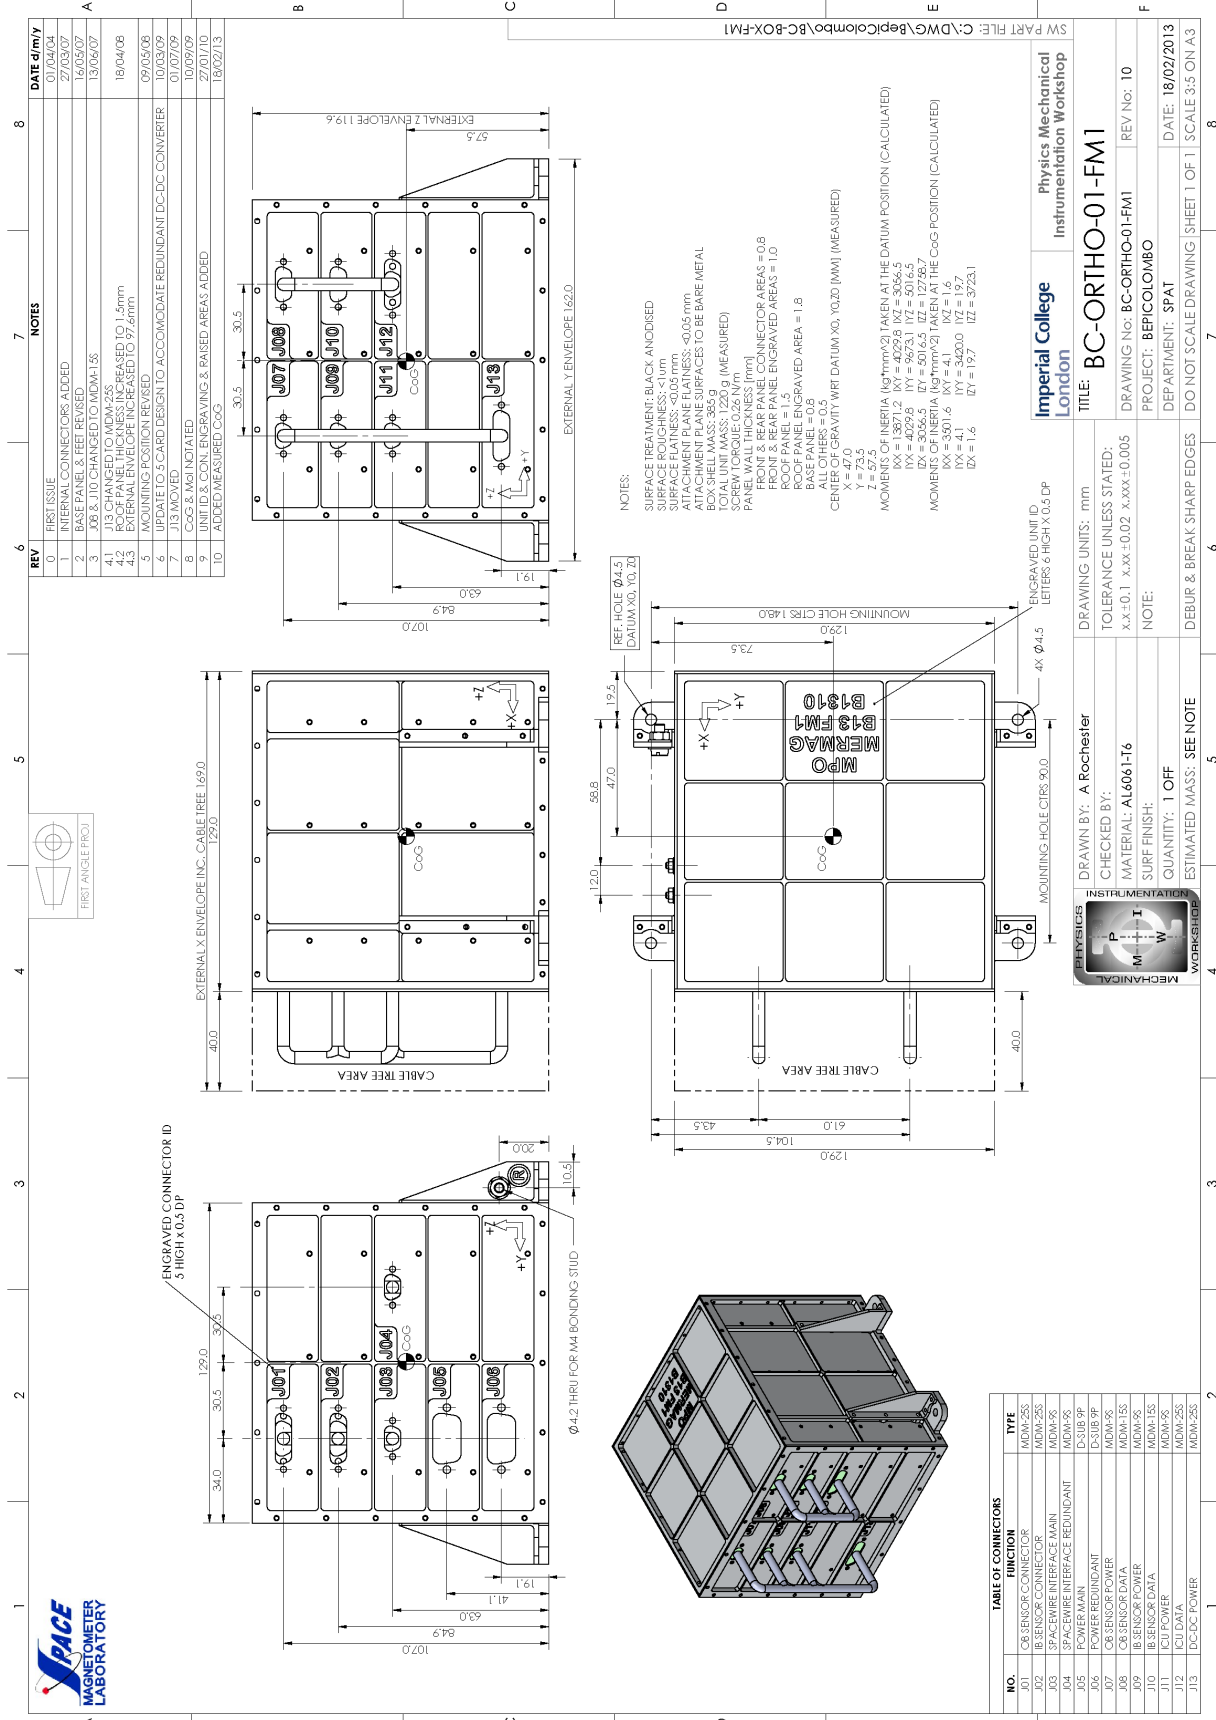 SPACE
MAGNETOMETER
LABORATORY
FIRST ANGLE PROJ
REV NOTES DATE d/m/y
0 FIRST ISSUE 01/04/04
1 INTERNAL CONNECTORS ADDED 27/03/07
2 BASE PANEL & FEET REVISED 16/05/07
3 J08 & J10 CHANGED TO MDM-15S 13/06/07
4.1 J13 CHANGED TO MDM-25S
4.2 ROOF PANEL THICKNESS INCREASED TO 1.5mm 18/04/08
4.3 EXTERNAL ENVELOPE INCREASED TO 97.6mm
5 MOUNTING POSITION REVISED 09/05/08
6 UPDATE TO 5 CARD DESIGN TO ACCOMODATE REDUNDANT DC-DC CONVERTER 10/03/09
7 J13 MOVED 01/07/09
8 CoG & MoI NOTATED 10/09/09
9 UNIT ID & CON. ENGRAVING & RAISED AREAS ADDED 27/01/10
10 ADDED MEASURED COG 18/02/13
ENGRAVED CONNECTOR ID
5 HIGH x 0.5 DP
129.0
34.0 30.5 30.5
J01
J02
J03 J04
J05
J06
CoG
+Z
+Y
107.0
84.9
63.0
41.1
19.1
20.0
10.5
R
Ø4.2 THRU FOR M4 BONDING STUD
EXTERNAL X ENVELOPE INC. CABLE TREE 169.0
40.0 129.0
CABLE TREE AREA
CoG
+Z
+X
30.5 30.5
J07 J08
J09 J10
J11 J12
J13
CoG
+Z
+Y
107.0
84.9
63.0
19.1
EXTERNAL Z ENVELOPE 119.6
57.5
EXTERNAL Y ENVELOPE 162.0
REF. HOLE Ø4.5
DATUM X0, Y0, Z0
12.0 58.8
47.0
19.5
43.5
61.0
104.5
129.0
73.5
129.0
MOUNTING HOLE CTRS 148.0
MPO
MERMAG
B13 FM1
B1310
+X
+Y
CoG
CABLE TREE AREA
40.0
MOUNTING HOLE CTRS 90.0
4X Ø4.5
ENGRAVED UNIT ID
LETTERS 6 HIGH X 0.5 DP
MPO
MERMAG
B13 FM1
B1310
NOTES:
SURFACE TREATMENT: BLACK ANODISED
SURFACE ROUGHNESS: <1 um
SURFACE FLATNESS: <0.05 mm
ATTACHMENT PLANE FLATNESS: <0.05 mm
ATTACHMENT PLANE SURFACES TO BE BARE METAL
BOX SHELL MASS: 385 g
TOTAL UNIT MASS: 1220 g (MEASURED)
SCREW TORQUE: 0.26 N/m
PANEL WALL THICKNESS [mm]
FRONT & REAR PANEL CONNECTOR AREAS = 0.8
FRONT & REAR PANEL ENGRAVED AREAS = 1.0
ROOF PANEL = 1.5
ROOF PANEL ENGRAVED AREA = 1.8
BASE PANEL = 0.8
ALL OTHERS = 0.5
CENTER OF GRAVITY WRT DATUM X0, Y0,Z0 [MM] (MEASURED)
X = 47.0
Y = 73.5
Z = 57.5
MOMENTS OF INERTIA (kg*mm^2) TAKEN AT THE DATUM POSITION (CALCULATED)
IXX = 13871.2 IXY = 4029.8 IXZ = 3056.5
IYX = 4029.8 IYY = 9673.1 IYZ = 5016.5
IZX = 3056.5 IZY = 5016.5 IZZ = 12758.7
MOMENTS OF INERTIA (kg*mm^2) TAKEN AT THE CoG POSITION (CALCULATED)
IXX = 3501.6 IXY = 4.1 IXZ = 1.6
IYX = 4.1 IYY = 3420.0 IYZ = 19.7
IZX = 1.6 IZY = 19.7 IZZ = 3723.1
SW PART FILE: C:\DWG\BepiColombo\BC-BOX-FM1
TABLE OF CONNECTORS
NO. FUNCTION TYPE
J01 OB SENSOR CONNECTOR MDM-25S
J02 IB SENSOR CONNECTOR MDM-25S
J03 SPACEWIRE INTERFACE MAIN MDM-9S
J04 SPACEWIRE INTERFACE REDUNDANT MDM-9S
J05 POWER MAIN D-SUB 9P
J06 POWER REDUNDANT D-SUB 9P
J07 OB SENSOR POWER MDM-9S
J08 OB SENSOR DATA MDM-15S
J09 IB SENSOR POWER MDM-9S
J10 IB SENSOR DATA MDM-15S
J11 ICU POWER MDM-9S
J12 ICU DATA MDM-25S
J13 DC-DC POWER MDM-25S
PHYSICS INSTRUMENTATION
MECHANICAL WORKSHOP
P I M W
DRAWN BY: A Rochester
CHECKED BY:
MATERIAL: AL6061-T6
SURF FINISH:
QUANTITY: 1 OFF
ESTIMATED MASS: SEE NOTE
DRAWING UNITS: mm
TOLERANCE UNLESS STATED:
x.x±0.1 x.xx±0.02 x.xxx±0.005
NOTE:
DEBUR & BREAK SHARP EDGES
Imperial College
London
Physics Mechanical
Instrumentation Workshop
TITLE: BC-ORTHO-01-FM1
DRAWING No: BC-ORTHO-01-FM1 REV No: 10
PROJECT: BEPICOLOMBO
DEPARTMENT: SPAT DATE: 18/02/2013
DO NOT SCALE DRAWING SHEET 1 OF 1 SCALE 3:5 ON A3
1 2 3 4 5 6 7 8
A B C D E F